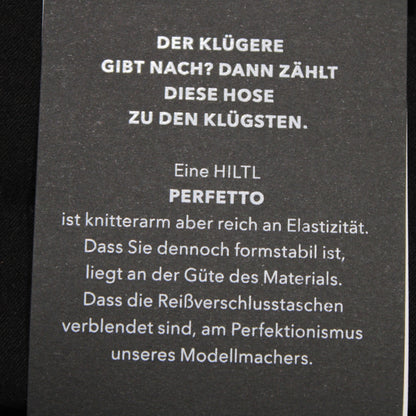 DER KLÜGERE
GIBT NACH? DANN ZÄHLT
DIESE HOSE
ZU DEN KLÜGSTEN.
Eine HILTL
PERFETTO
ist knitterarm aber reich an Elastizität.
Dass Sie dennoch formstabil ist,
liegt an der Güte des Materials.
Dass die Reißverschlusstaschen
verblendet sind, am Perfektionismus
unseres Modellmachers.